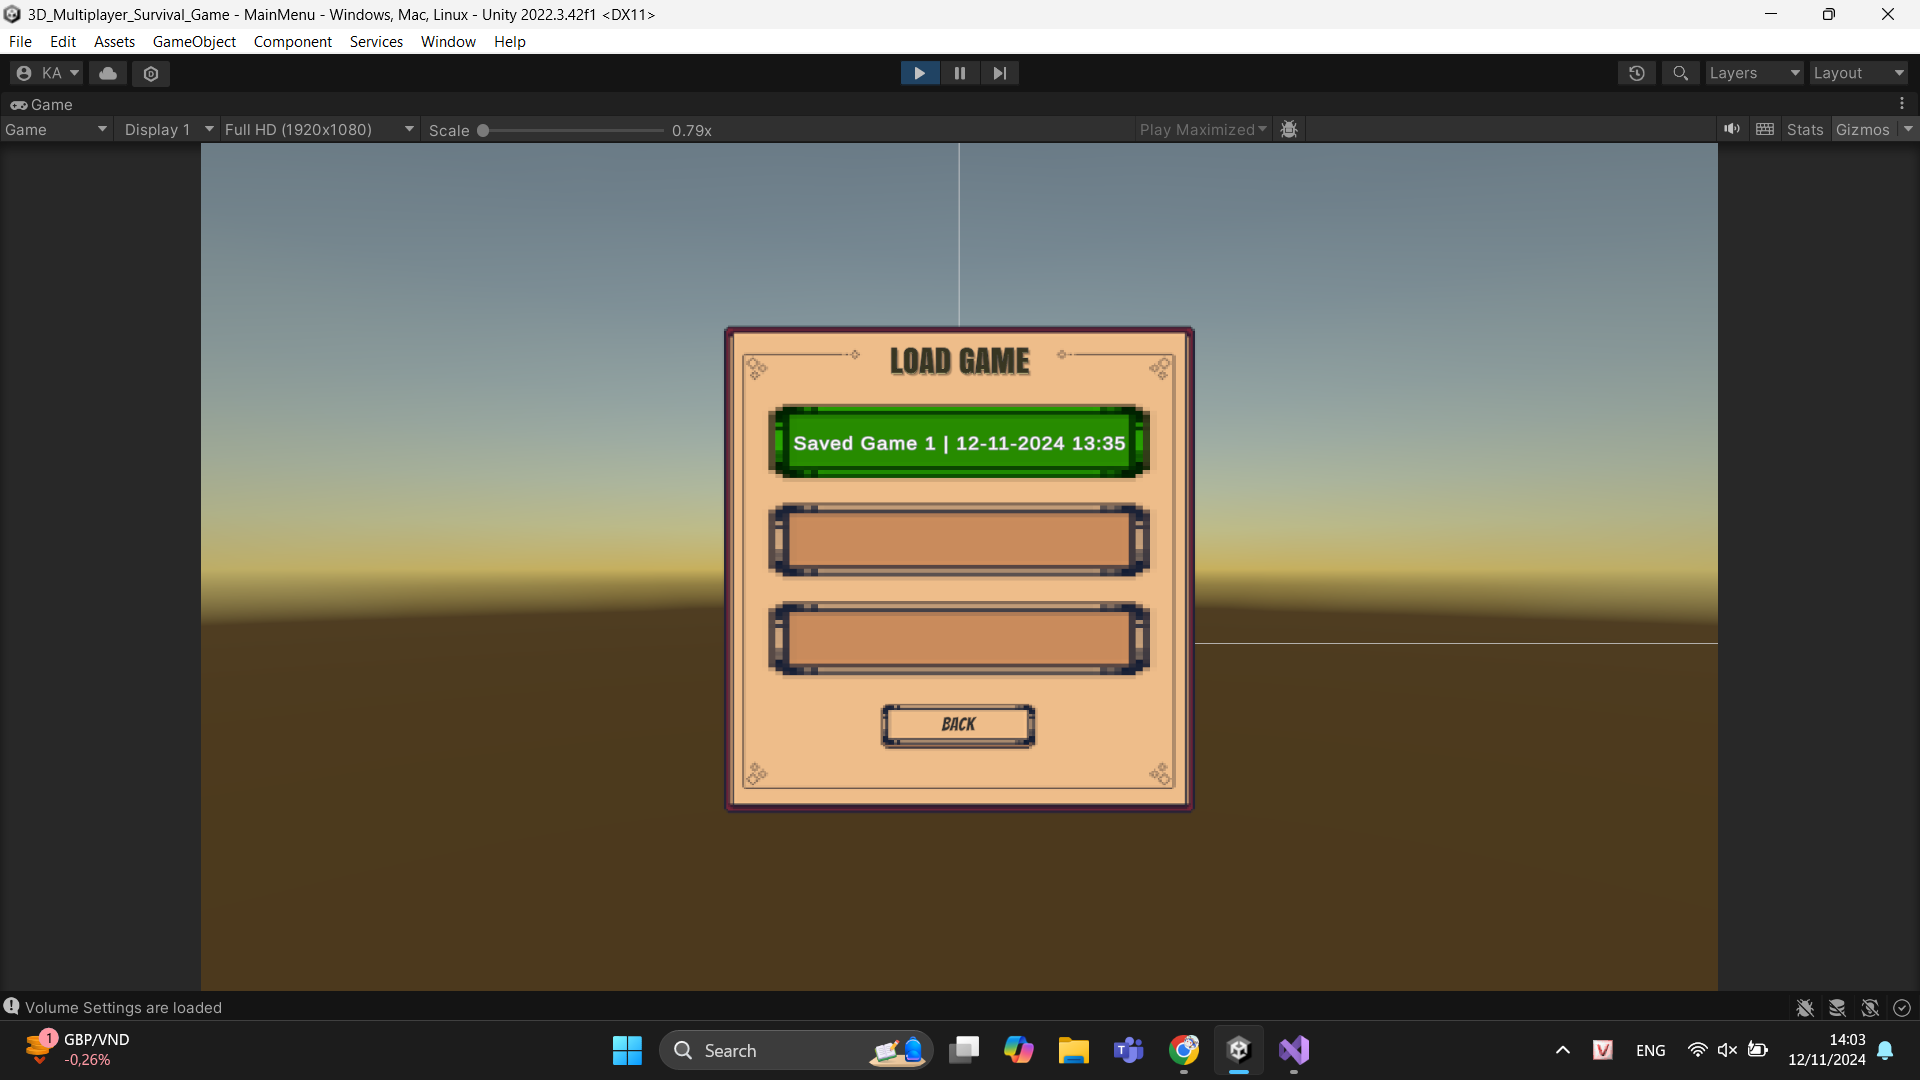 3D_Multiplayer_Survival_Game - MainMenu - Windows, Mac, Linux - Unity 2022.3.42f1 <DX11>
File Edit Assets GameObject Component Services Window Help
KA Layers Layout
Game
Game Display 1 Full HD (1920x1080) Scale 0.79x Play Maximized Stats Gizmos
LOAD GAME
Saved Game 1 | 12-11-2024 13:35
BACK
Volume Settings are loaded
1 GBP/VND
-0,26%
Search
V ENG
14:03
12/11/2024